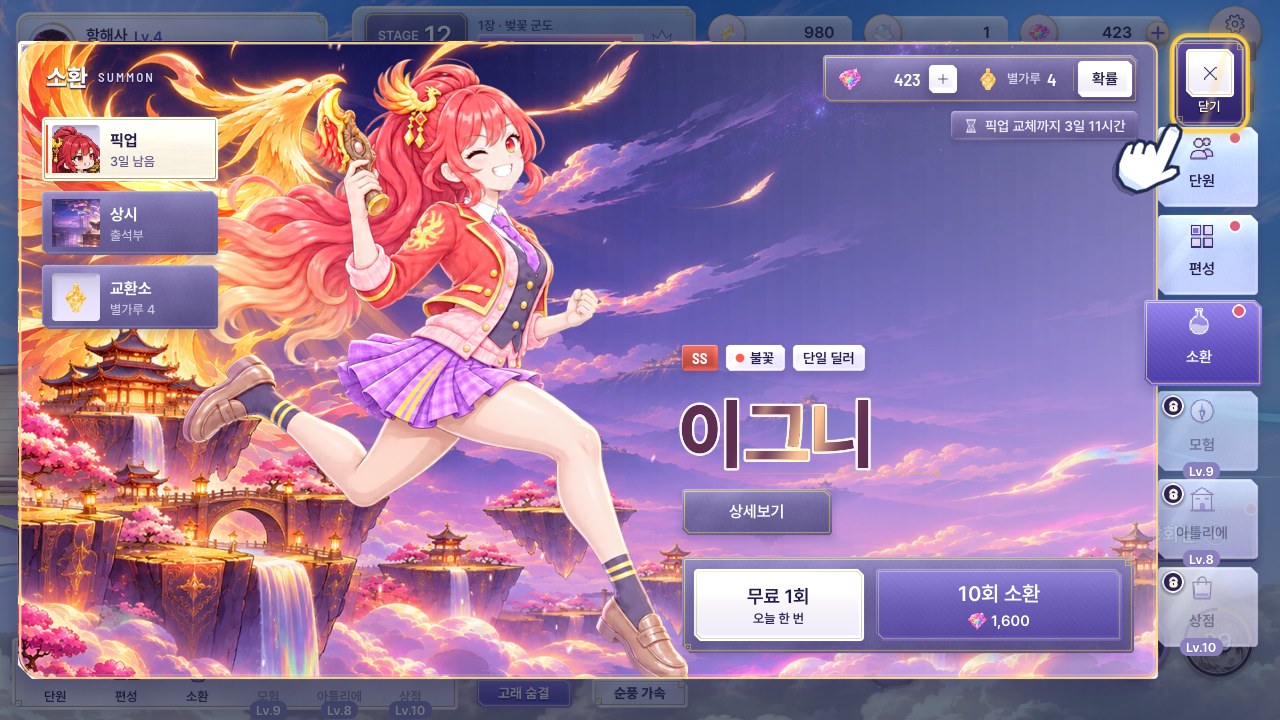 항해사 Lv.4
STAGE 12
1장 · 벚꽃 군도
980
1
423
소환 SUMMON
423
별가루 4
확률
닫기
픽업 교체까지 3일 11시간
픽업
3일 남음
상시
출석부
교환소
별가루 4
단원
편성
소환
모험
Lv.9
아틀리에
Lv.8
상점
Lv.10
SS
불꽃
단일 딜러
이그니
상세보기
무료 1회
오늘 한 번
10회 소환
1,600
단원
편성
소환
모험
Lv.9
아틀리에
Lv.8
상점
Lv.10
고래 숨결
순풍 가속